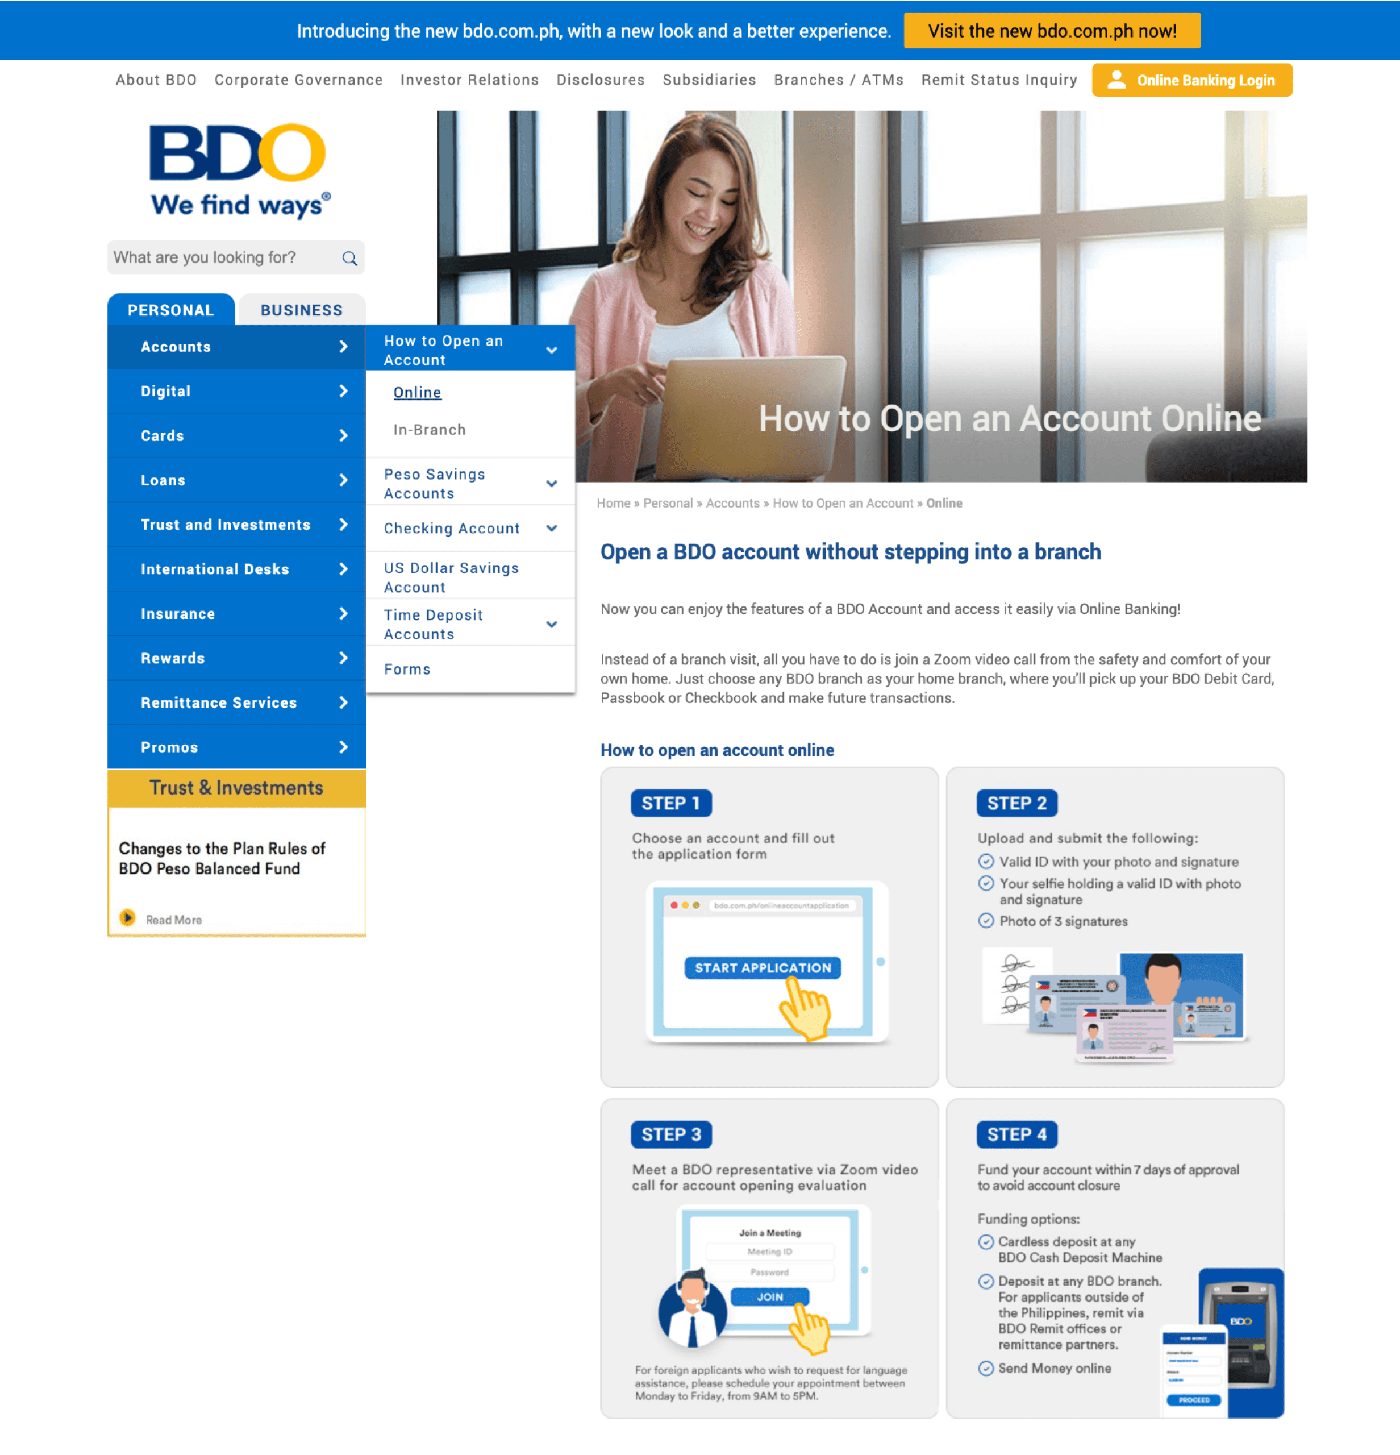 Introducing the new bdo.com.ph, with a new look and a better experience.
Visit the new bdo.com.ph now!
About BDO
Corporate Governance
Investor Relations
Disclosures
Subsidiaries
Branches / ATMs
Remit Status Inquiry
Online Banking Login
BDO
We find ways®
What are you looking for?
PERSONAL
BUSINESS
Accounts
Digital
Cards
Loans
Trust and Investments
International Desks
Insurance
Rewards
Remittance Services
Promos
How to Open an
Account
Online
In-Branch
Peso Savings
Accounts
Checking Account
US Dollar Savings
Account
Time Deposit
Accounts
Forms
Trust & Investments
Changes to the Plan Rules of
BDO Peso Balanced Fund
Read More
How to Open an Account Online
Home » Personal » Accounts » How to Open an Account » Online
Open a BDO account without stepping into a branch
Now you can enjoy the features of a BDO Account and access it easily via Online Banking!
Instead of a branch visit, all you have to do is join a Zoom video call from the safety and comfort of your
own home. Just choose any BDO branch as your home branch, where you'll pick up your BDO Debit Card,
Passbook or Checkbook and make future transactions.
How to open an account online
STEP 1
Choose an account and fill out
the application form
bdo.com.ph/onlineaccountapplication
START APPLICATION
STEP 2
Upload and submit the following:
Valid ID with your photo and signature
Your selfie holding a valid ID with photo
and signature
Photo of 3 signatures
STEP 3
Meet a BDO representative via Zoom video
call for account opening evaluation
Join a Meeting
Meeting ID
Password
JOIN
For foreign applicants who wish to request for language
assistance, please schedule your appointment between
Monday to Friday, from 9AM to 5PM.
STEP 4
Fund your account within 7 days of approval
to avoid account closure
Funding options:
Cardless deposit at any
BDO Cash Deposit Machine
Deposit at any BDO branch.
For applicants outside of
the Philippines, remit via
BDO Remit offices or
remittance partners.
Send Money online
BDO
SEND MONEY
Account Number
PROCEED